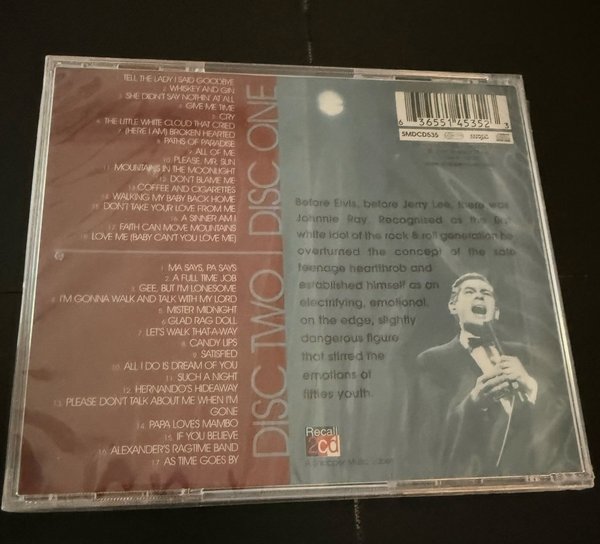 TELL THE LADY I SAID GOODBYE
2 WHISKEY AND GIN
3 SHE DIDN'T SAY NOTHIN' AT ALL
4 GIVE ME TIME
5 CRY
6 THE LITTLE WHITE CLOUD THAT CRIED
7 (HERE I AM) BROKEN HEARTED
8 PATHS OF PARADISE
9 ALL OF ME
10 PLEASE, MR. SUN
11 MOUNTAINS IN THE MOONLIGHT
12 DON'T BLAME ME
13 COFFEE AND CIGARETTES
14 WALKING MY BABY BACK HOME
15 DON'T TAKE YOUR LOVE FROM ME
16 A SINNER AM I
17 FAITH CAN MOVE MOUNTAINS
18 LOVE ME (BABY CAN'T YOU LOVE ME)
DISC ONE
1 MA SAYS, PA SAYS
2 A FULL TIME JOB
3 GEE, BUT I'M LONESOME
4 I'M GONNA WALK AND TALK WITH MY LORD
5 MISTER MIDNIGHT
6 GLAD RAG DOLL
7 LET'S WALK THAT-A-WAY
8 CANDY LIPS
9 SATISFIED
10 ALL I DO IS DREAM OF YOU
11 SUCH A NIGHT
12 HERNANDO'S HIDEAWAY
13 PLEASE DON'T TALK ABOUT ME WHEN I'M
GONE
14 PAPA LOVES MAMBO
15 IF YOU BELIEVE
16 ALEXANDER'S RAGTIME BAND
17 AS TIME GOES BY
DISC TWO
6 36551 45352 3
SMDCD535
Before Elvis, before Jerry Lee, there was
Johnnie Ray. Recognized as the first
white idol of the rock & roll generation he
overturned the concept of the safe
teenage heartthrob and
established himself as an
electrifying, emotional,
on the edge, slightly
dangerous figure
that stirred the
emotions of
fifties youth.
Recall
2cd
A Snapper Music Label